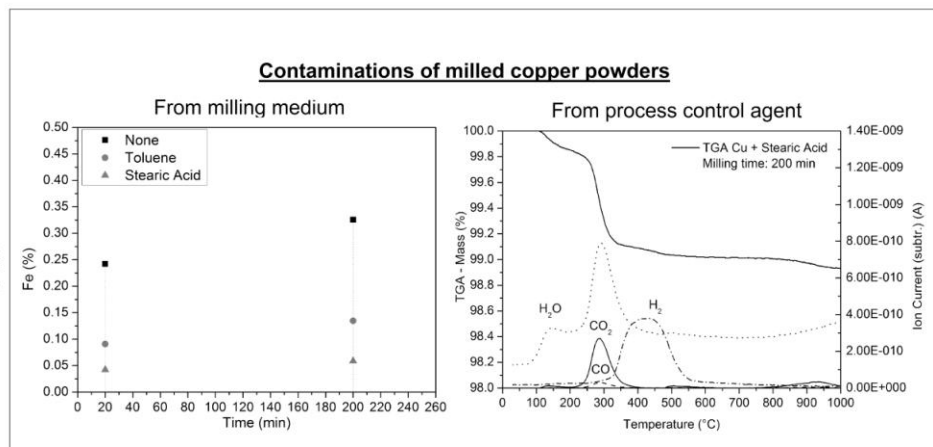 Contaminations of milled copper powders
From milling medium
0.50
0.45
0.40
0.35
0.30
0.25
0.20
0.15
0.10
0.05
0.00
Fe (%)
None
Toluene
Stearic Acid
0 20 40 60 80 100 120 140 160 180 200 220 240 260
Time (min)
From process control agent
100.0
99.8
99.6
99.4
99.2
99.0
98.8
98.6
98.4
98.2
98.0
TGA - Mass (%)
TGA Cu + Stearic Acid
Milling time: 200 min
H₂O
CO₂
CO
H₂
1.40E-009
1.20E-009
1.00E-009
8.00E-010
6.00E-010
4.00E-010
2.00E-010
0.00E+000
Ion Current (subtr.) (A)
0 100 200 300 400 500 600 700 800 900 1000
Temperature (°C)